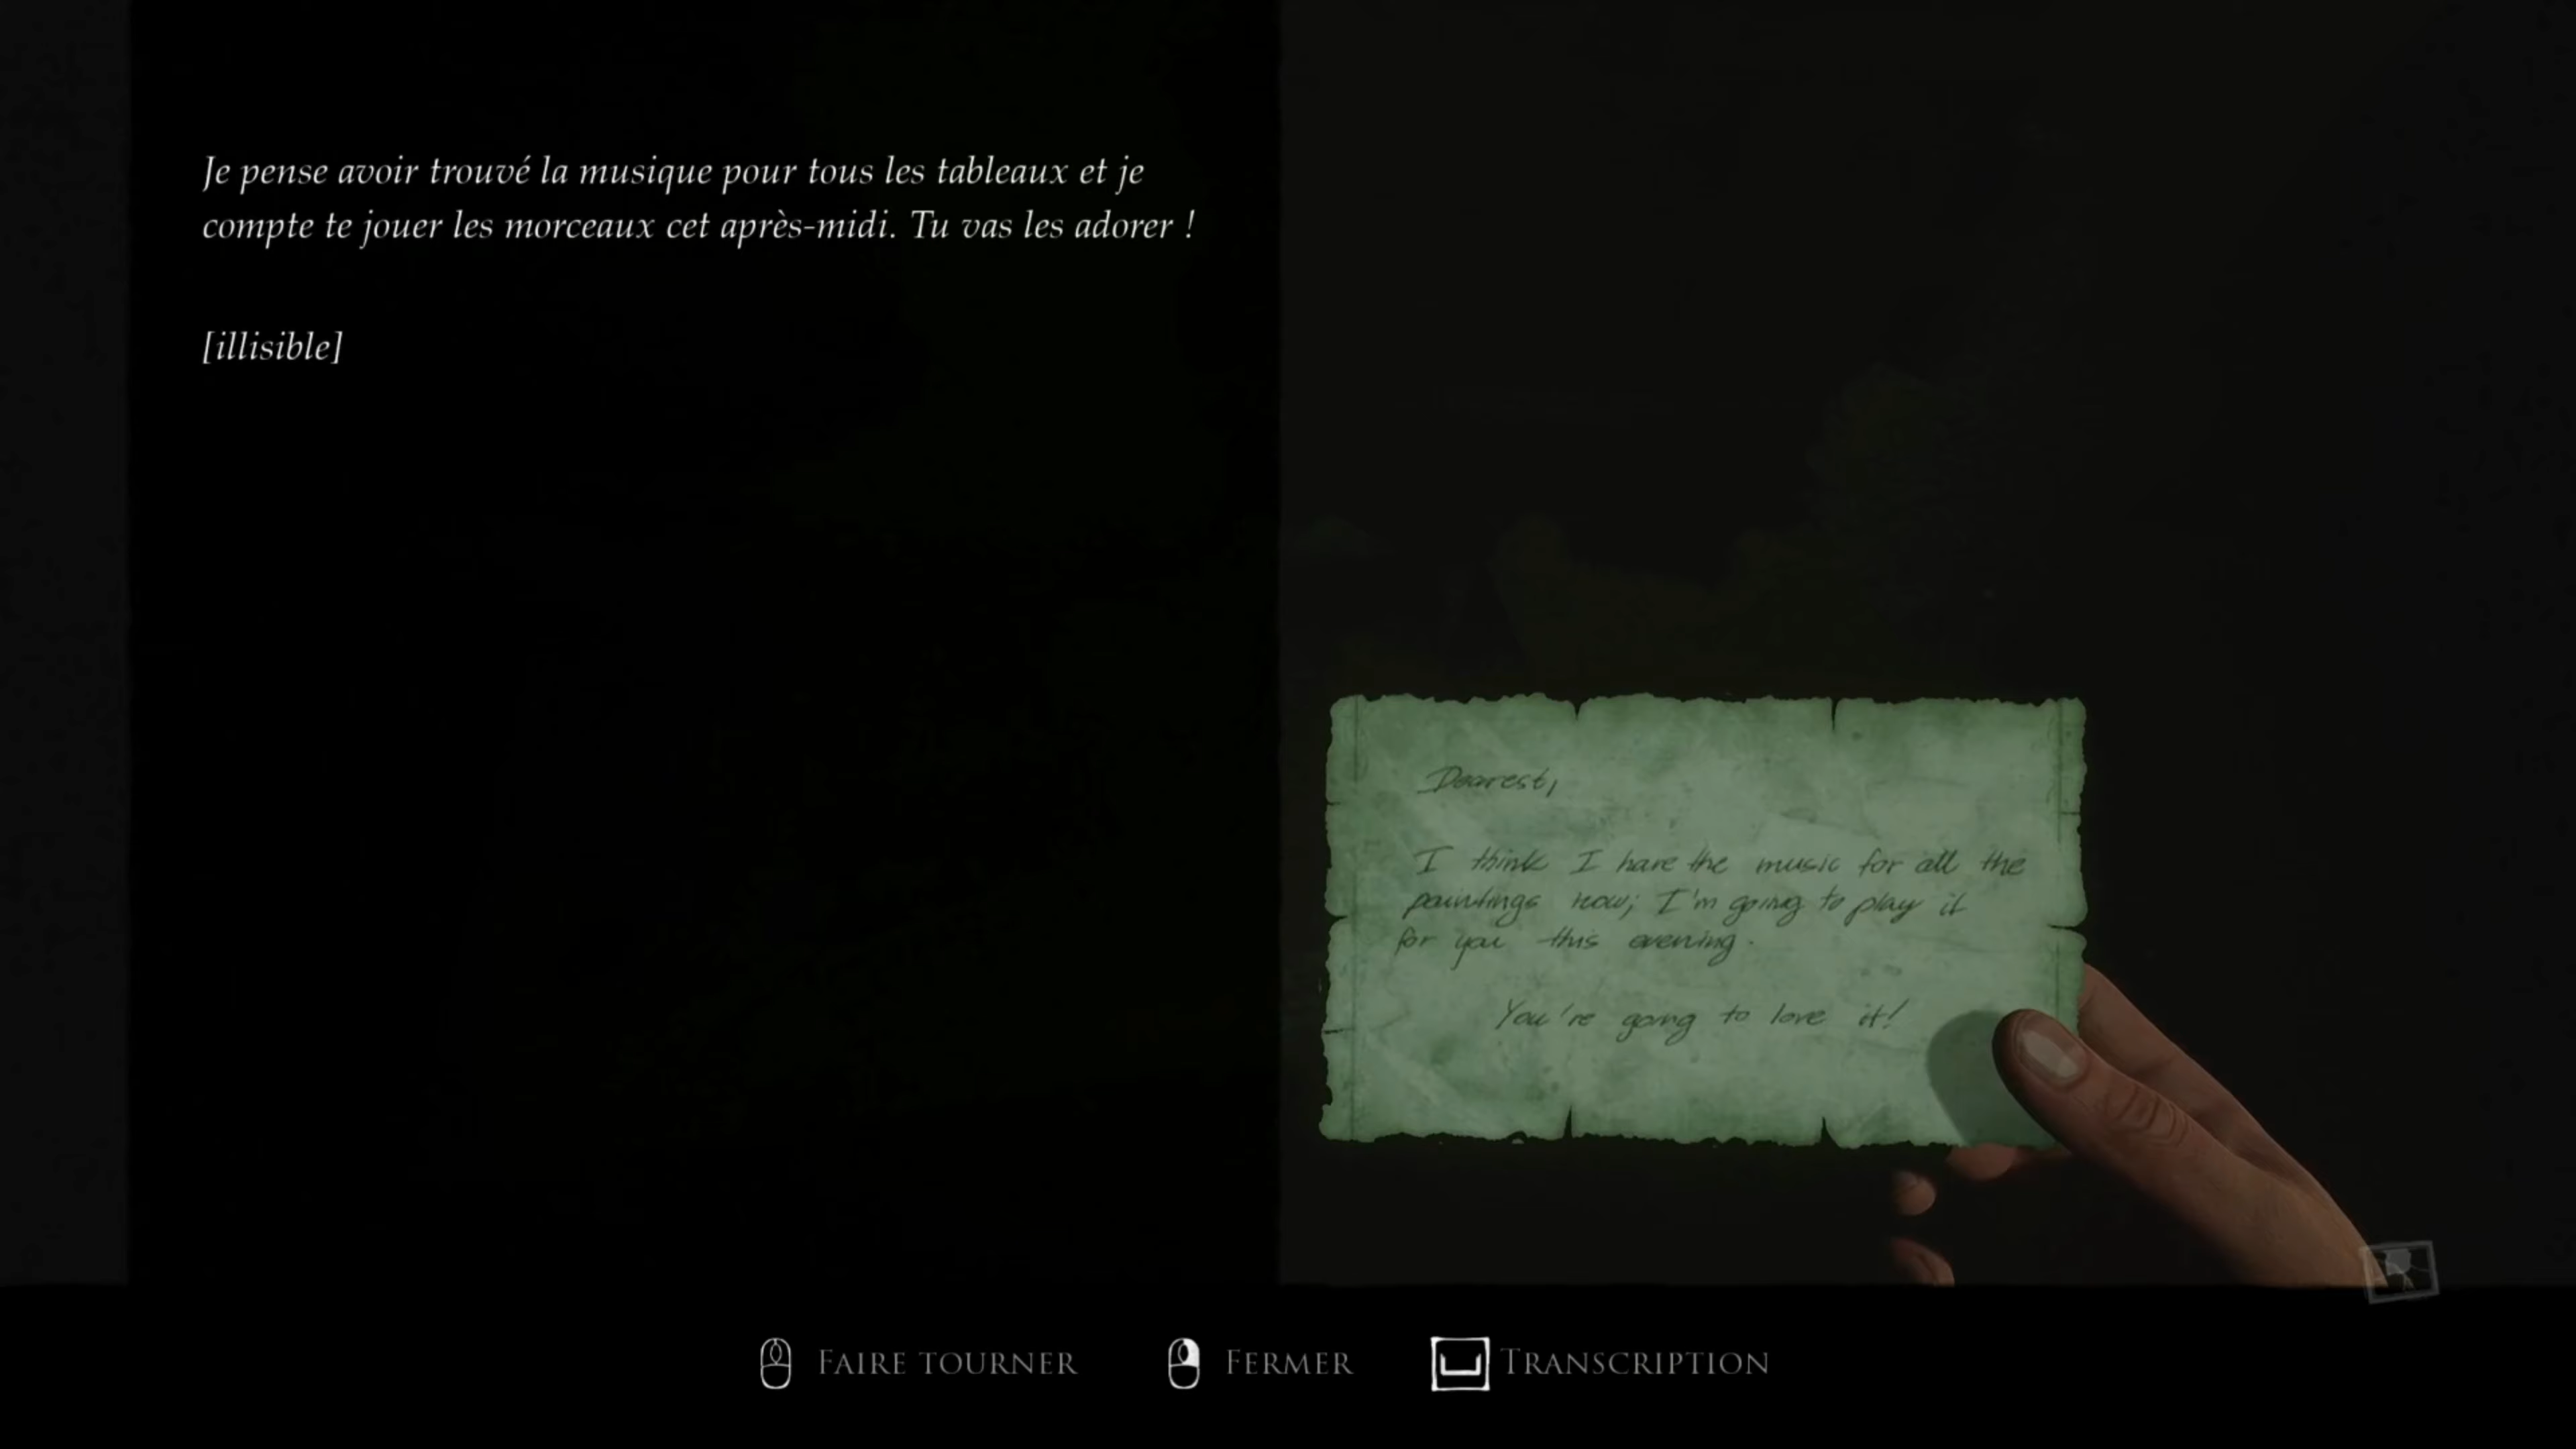 Je pense avoir trouvé la musique pour tous les tableaux et je
compte te jouer les morceaux cet après-midi. Tu vas les adorer !
[illisible]
Dearest,
I think I have the music for all the
paintings now; I'm going to play it
for you this evening.
You're going to love it!
FAIRE TOURNER
FERMER
TRANSCRIPTION